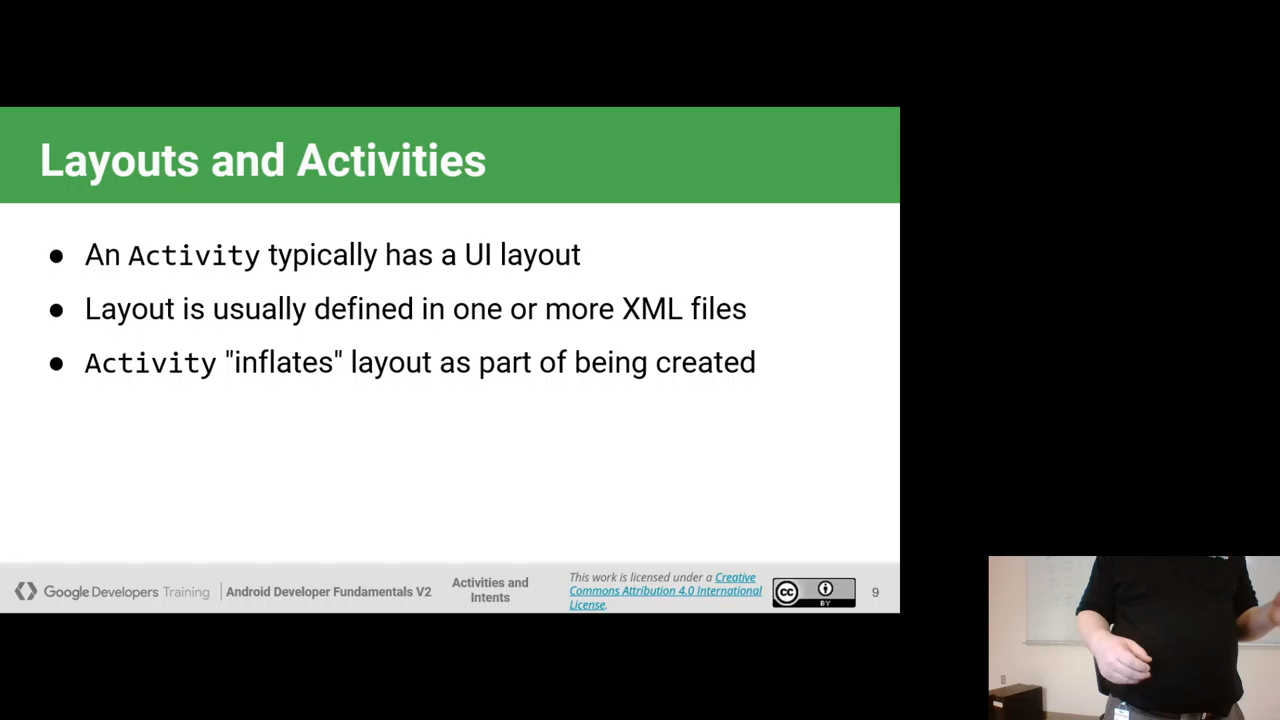 Layouts and Activities
● An Activity typically has a UI layout
● Layout is usually defined in one or more XML files
● Activity "inflates" layout as part of being created
Google Developers Training
Android Developer Fundamentals V2
Activities and
Intents
This work is licensed under a Creative
Commons Attribution 4.0 International
License.
cc
BY
9